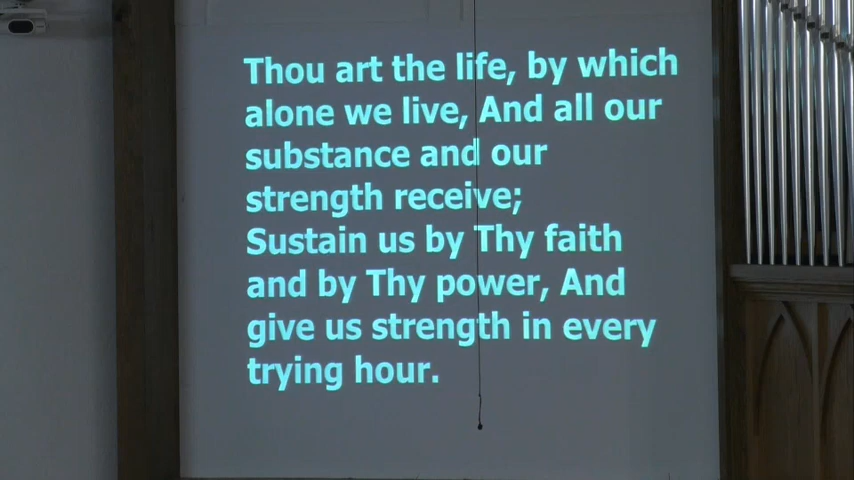 Thou art the life, by which
alone we live, And all our
substance and our
strength receive;
Sustain us by Thy faith
and by Thy power, And
give us strength in every
trying hour.